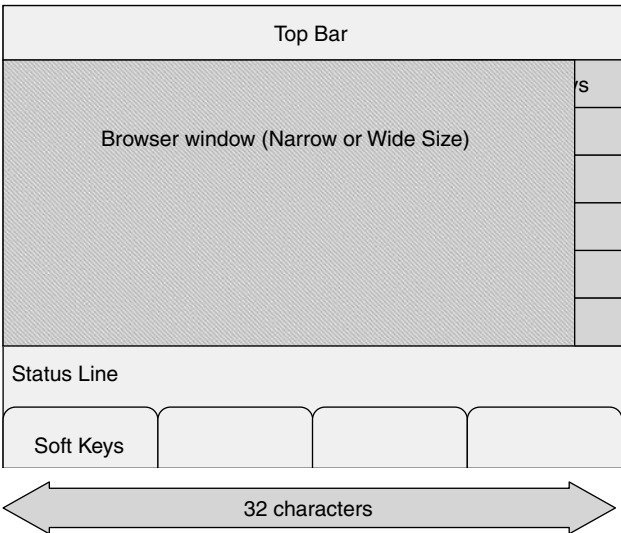 Top Bar
Browser window (Narrow or Wide Size)
Status Line
Soft Keys
32 characters